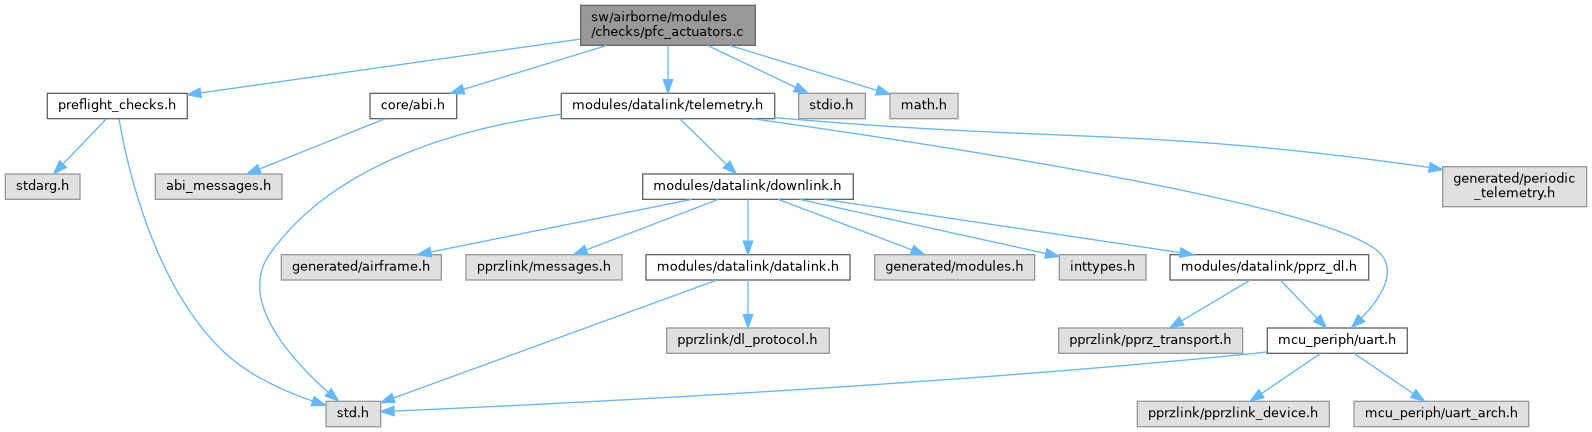 sw/airborne/modules
/checks/pfc_actuators.c
preflight_checks.h
core/abi.h
modules/datalink/telemetry.h
stdio.h
math.h
stdarg.h
abi_messages.h
modules/datalink/downlink.h
generated/periodic
_telemetry.h
generated/airframe.h
pprzlink/messages.h
modules/datalink/datalink.h
generated/modules.h
inttypes.h
modules/datalink/pprz_dl.h
pprzlink/dl_protocol.h
pprzlink/pprz_transport.h
mcu_periph/uart.h
std.h
pprzlink/pprzlink_device.h
mcu_periph/uart_arch.h